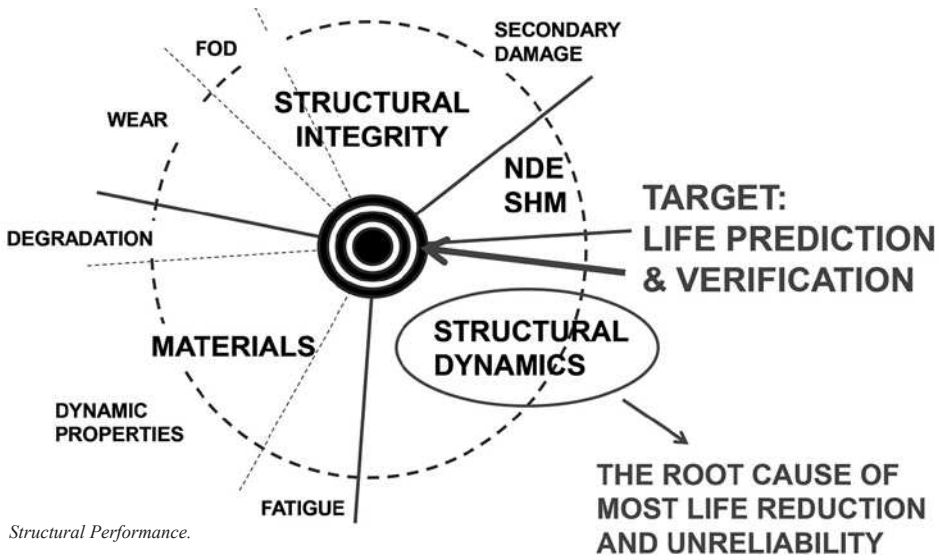 FOD
SECONDARY
DAMAGE
STRUCTURAL
INTEGRITY
WEAR
NDE
SHM
TARGET:
LIFE PREDICTION
& VERIFICATION
DEGRADATION
STRUCTURAL
DYNAMICS
MATERIALS
DYNAMIC
PROPERTIES
FATIGUE
THE ROOT CAUSE OF
MOST LIFE REDUCTION
AND UNRELIABILITY
Structural Performance.